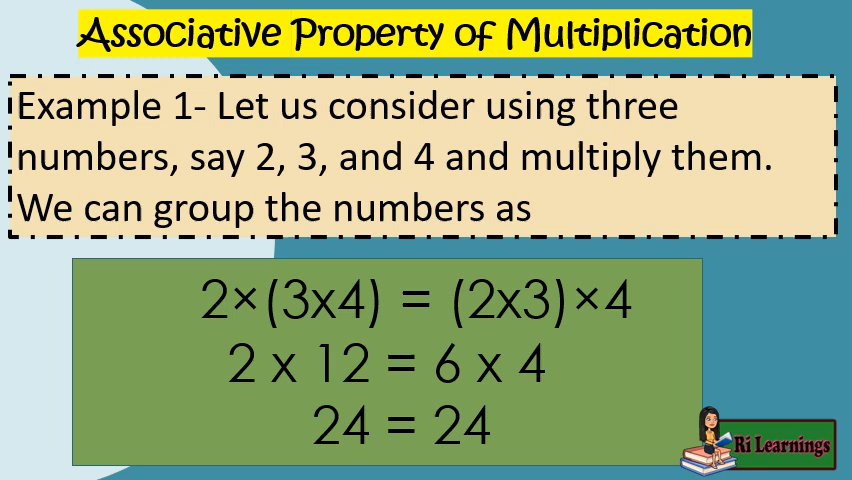 Associative Property of Multiplication
Example 1- Let us consider using three
numbers, say 2, 3, and 4 and multiply them.
We can group the numbers as
2×(3x4) = (2x3)×4
2 x 12 = 6 x 4
24 = 24
Ri Learnings